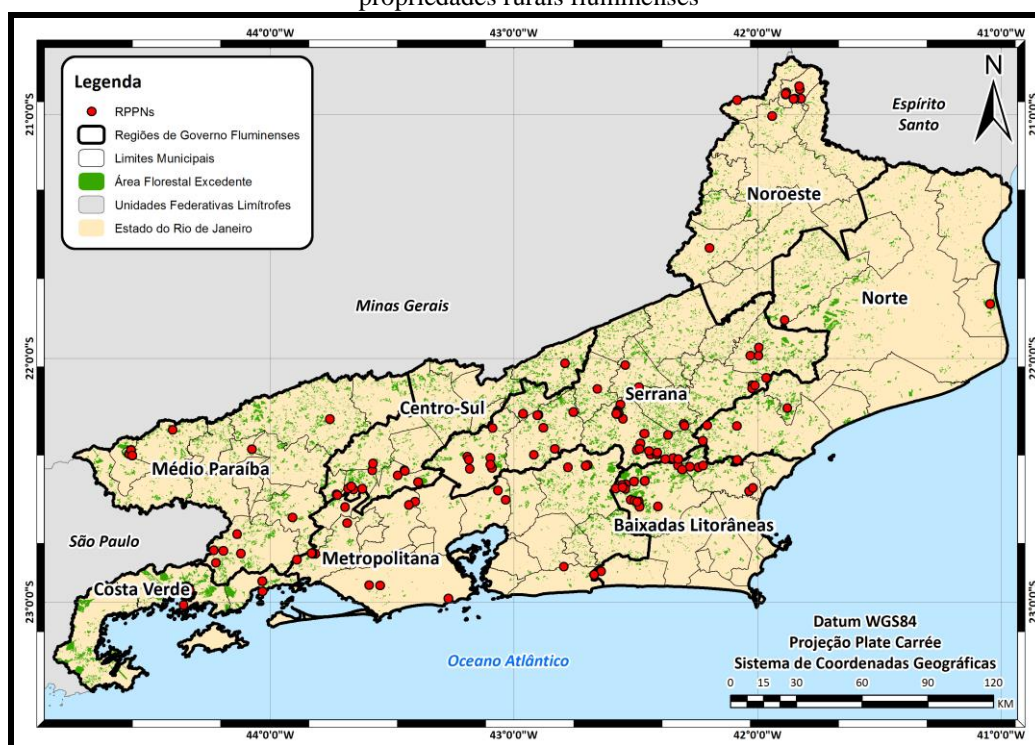 propriedades rurais fluminenses
44°0'0"W 43°0'0"W 42°0'0"W 41°0'0"W
Legenda
RPPNs
Regiões de Governo Fluminenses
Limites Municipais
Área Florestal Excedente
Unidades Federativas Limítrofes
Estado do Rio de Janeiro
N
Espírito
Santo
21°0'0"S 21°0'0"S
Noroeste
Norte
Minas Gerais
22°0'0"S 22°0'0"S
Serrana
Centro-Sul
Médio Paraíba
Baixadas Litorâneas
São Paulo
Metropolitana
Costa Verde
23°0'0"S 23°0'0"S
Datum WGS84
Projeção Plate Carrée
Sistema de Coordenadas Geográficas
Oceano Atlântico
0 15 30 60 90 120
KM
44°0'0"W 43°0'0"W 42°0'0"W 41°0'0"W